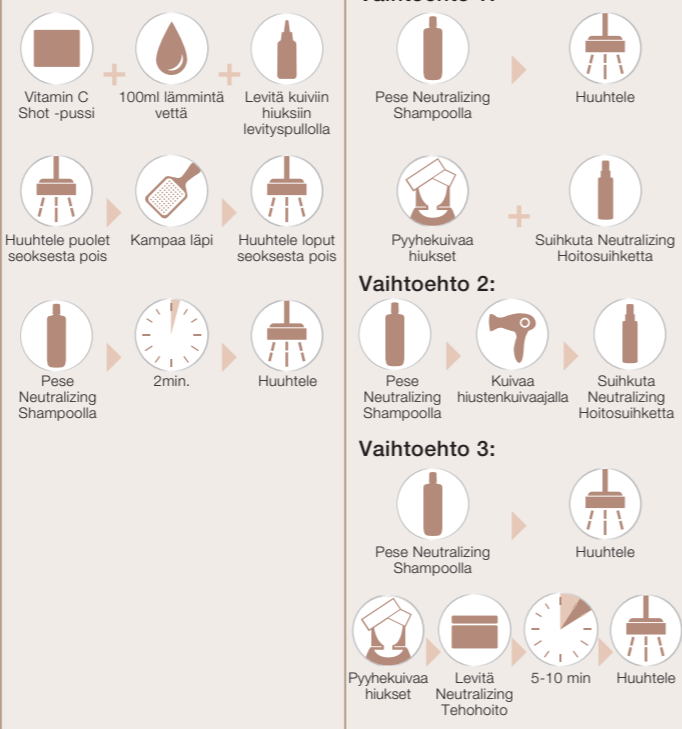 Vitamin C
Shot -pussi
100ml lämmintä
vettä
Levitä kuiviin
hiuksiin
levityspullolla
Huuhtele puolet
seoksesta pois
Kampaa läpi
Huuhtele loput
seoksesta pois
Pese
Neutralizing
Shampoolla
2min.
Huuhtele
Vaihtoehto 1:
Pese Neutralizing
Shampoolla
Huuhtele
Pyyhekuivaa
hiukset
Suihkuta Neutralizing
Hoitosuihketta
Vaihtoehto 2:
Pese
Neutralizing
Shampoolla
Kuivaa
hiustenkuivaajalla
Suihkuta
Neutralizing
Hoitosuihketta
Vaihtoehto 3:
Pese Neutralizing
Shampoolla
Huuhtele
Pyyhekuivaa
hiukset
Levitä
Neutralizing
Tehohoito
5-10 min
Huuhtele